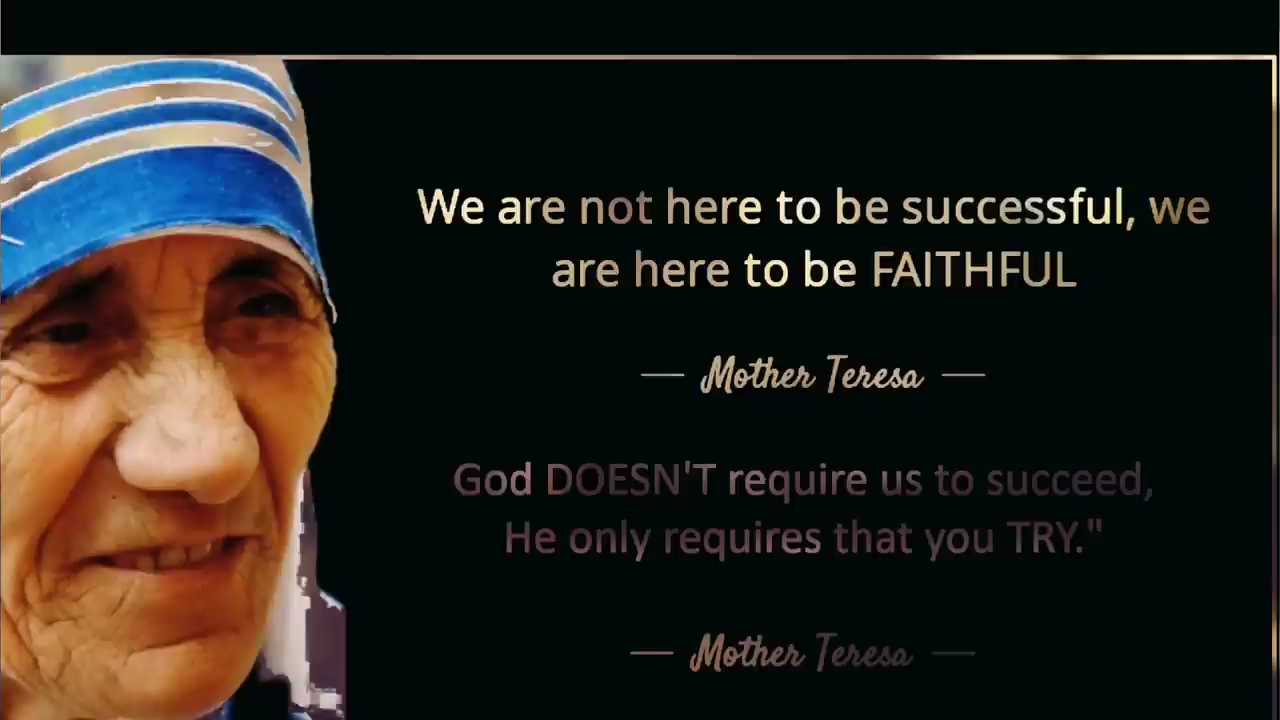 We are not here to be successful, we
are here to be FAITHFUL
— Mother Teresa —
God DOESN'T require us to succeed,
He only requires that you TRY."
— Mother Teresa —